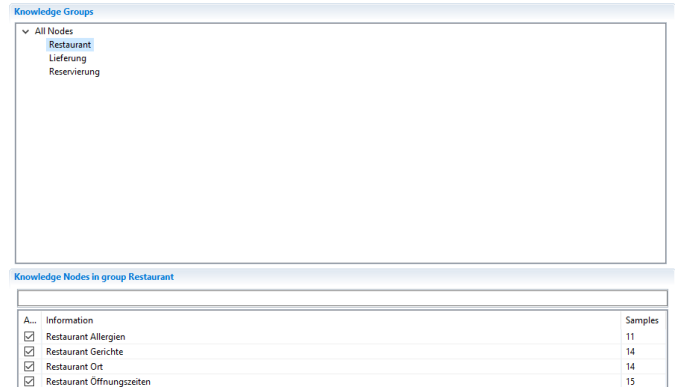 Knowledge Groups
All Nodes
Restaurant
Lieferung
Reservierung
Knowledge Nodes in group Restaurant
A... Information Samples
Restaurant Allergien 11
Restaurant Gerichte 14
Restaurant Ort 14
Restaurant Öffnungszeiten 15